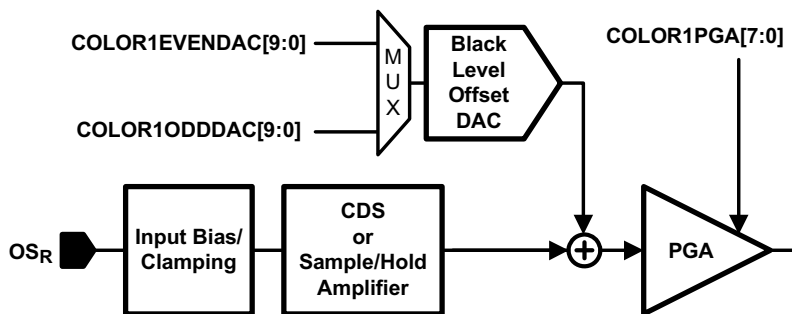 COLOR1EVENDAC[9:0]
COLOR1ODDDAC[9:0]
M
U
X
Black
Level
Offset
DAC
COLOR1PGA[7:0]
OSR
Input Bias/
Clamping
CDS
or
Sample/Hold
Amplifier
+
PGA